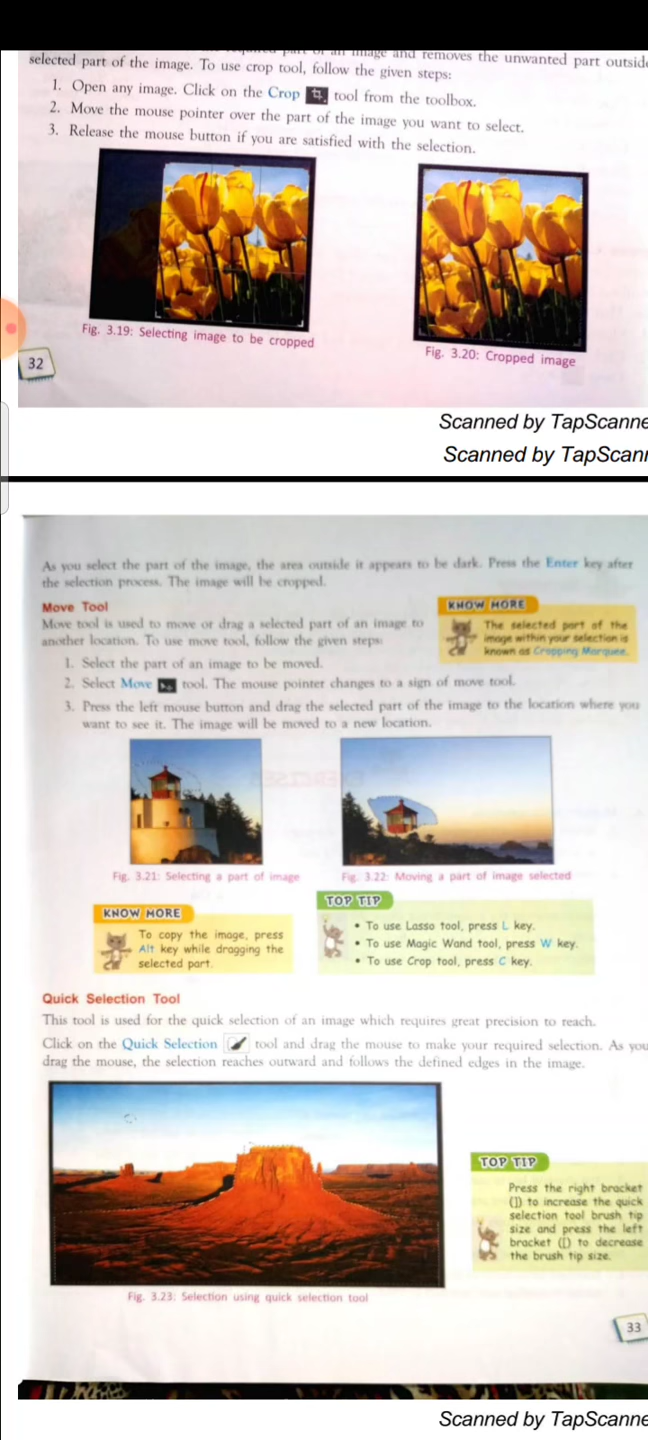 and removes the unwanted part
selected part of the image. To use crop tool, follow the given steps:
1. Open any image. Click on the Crop tool from the toolbox.
2. Move the mouse pointer over the part of the image you want to select.
3. Release the mouse button if you are satisfied with the selection.
Fig. 3.19: Selecting image to be cropped
Fig. 3.20: Cropped image
32
Scanned by TapScanne
Scanned by TapScan
As you select the part of the image, the area outside it appears to be dark. Press the Enter key after
the selection process. The image will be cropped.
Move Tool
Move tool is used to move or drag a selected part of an image to
another location. To use move tool, follow the given steps:
KNOW MORE
The selected part of the
image within your selection is
known as Cropping Marquee.
1. Select the part of an image to be moved.
2. Select Move tool. The mouse pointer changes to a sign of move tool.
3. Press the left mouse button and drag the selected part of the image to the location where you
want to see it. The image will be moved to a new location.
Fig. 3.21: Selecting a part of image
Fig. 3.22: Moving a part of image selected
KNOW MORE
To copy the image, press
Alt key while dragging the
selected part.
TOP TIP
• To use Lasso tool, press L key.
• To use Magic Wand tool, press W key.
• To use Crop tool, press C key.
Quick Selection Tool
This tool is used for the quick selection of an image which requires great precision to reach.
Click on the Quick Selection tool and drag the mouse to make your required selection. As you
drag the mouse, the selection reaches outward and follows the defined edges in the image.
TOP TIP
Press the right bracket
(]) to increase the quick
selection tool brush tip
size and press the left
bracket ([) to decrease
the brush tip size.
Fig. 3.23: Selection using quick selection tool
33
Scanned by TapScanne